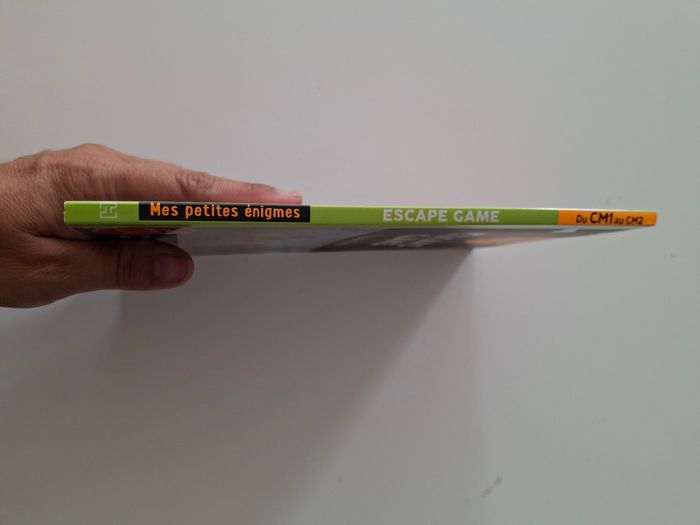 Mes petites énigmes
ESCAPE GAME
Du CM1 au CM2